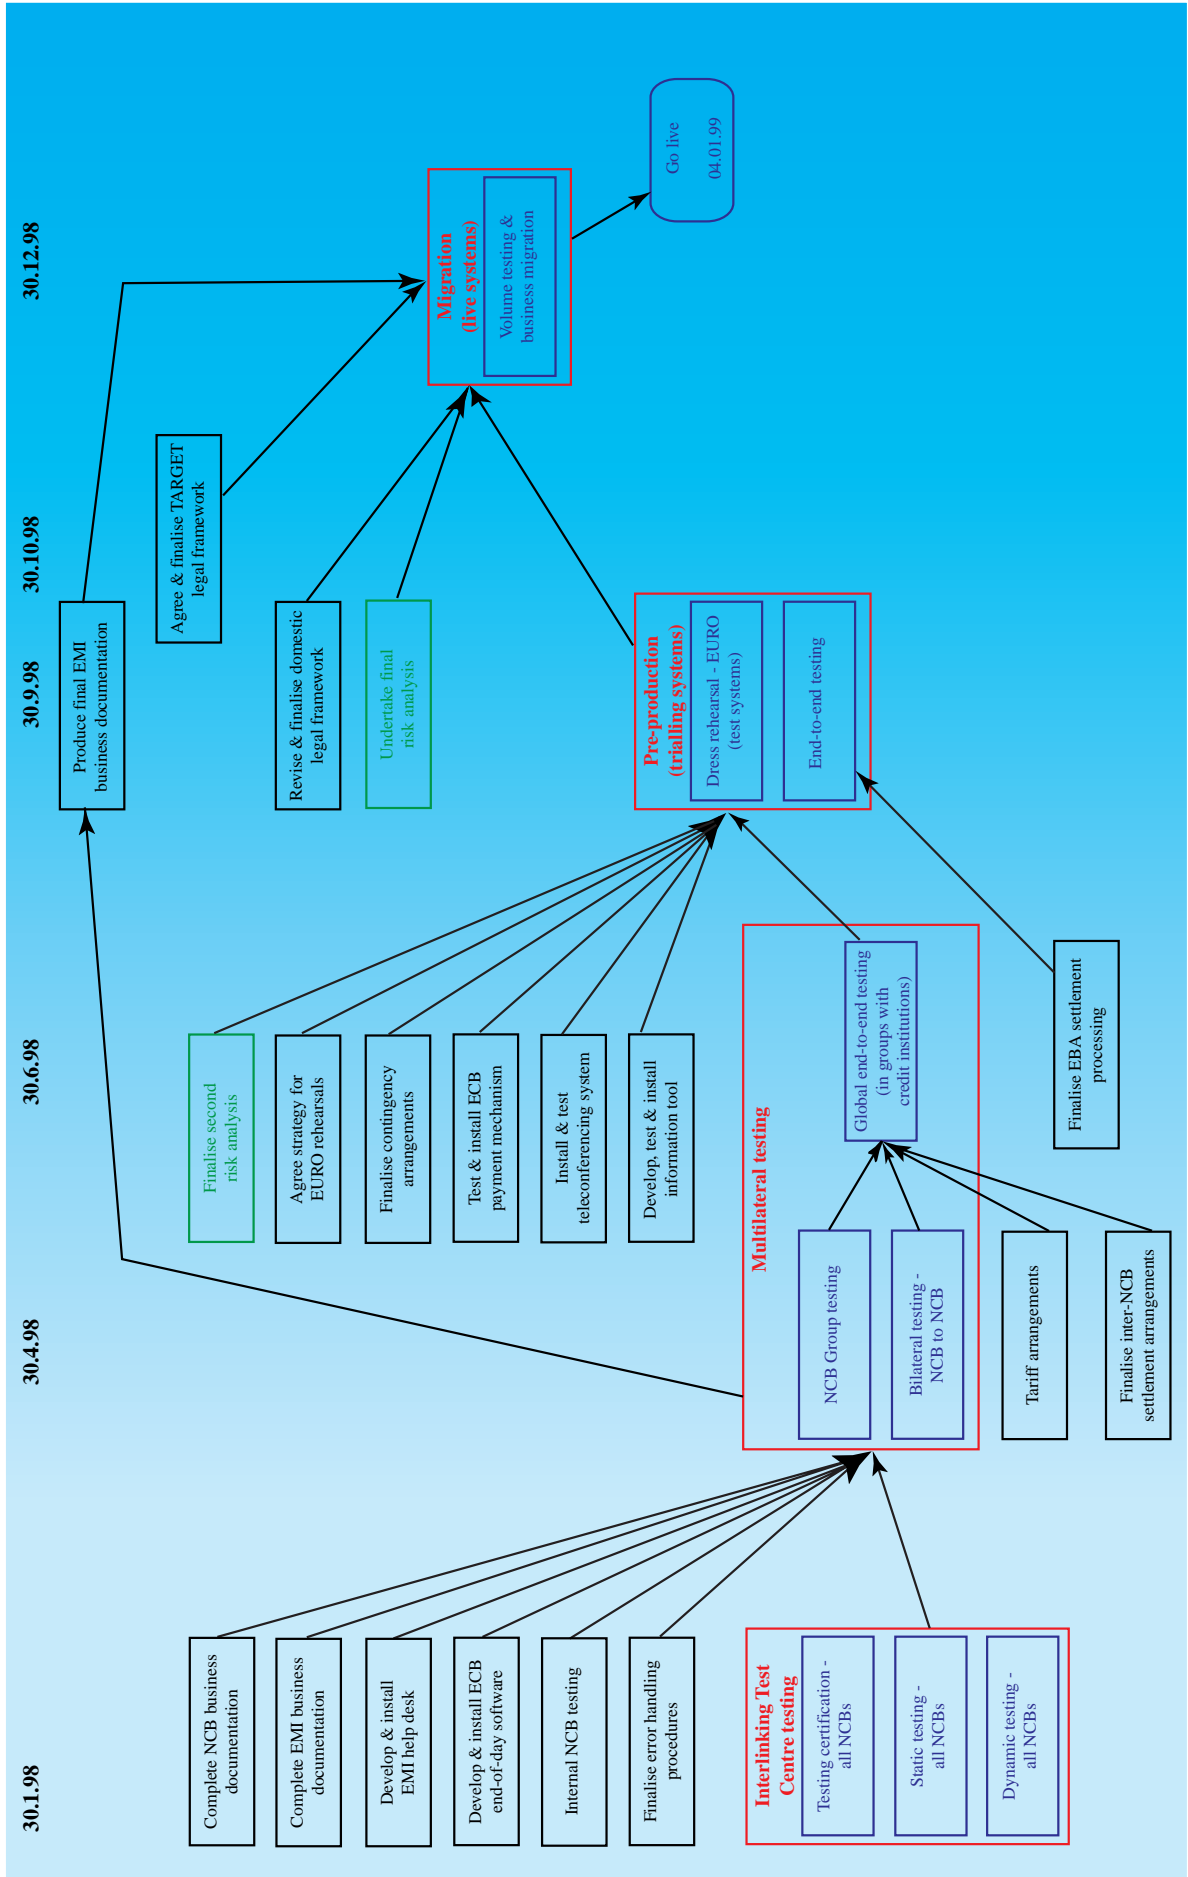 30.1.98
30.4.98
30.6.98
30.9.98
30.10.98
30.12.98
Complete NCB business
documentation
Complete EMI business
documentation
Develop & install
EMI help desk
Develop & install ECB
end-of-day software
Internal NCB testing
Finalise error handling
procedures
Interlinking Test
Centre testing
Testing certification -
all NCBs
Static testing -
all NCBs
Dynamic testing -
all NCBs
Multilateral testing
NCB Group testing
Bilateral testing -
NCB to NCB
Global end-to-end testing
(in groups with
credit institutions)
Tariff arrangements
Finalise inter-NCB
settlement arrangements
Finalise second
risk analysis
Agree strategy for
EURO rehearsals
Finalise contingency
arrangements
Test & install ECB
payment mechanism
Install & test
teleconferencing system
Develop, test & install
information tool
Finalise EBA settlement
processing
Produce final EMI
business documentation
Agree & finalise TARGET
legal framework
Revise & finalise domestic
legal framework
Undertake final
risk analysis
Pre-production
(trialling systems)
Dress rehearsal - EURO
(test systems)
End-to-end testing
Migration
(live systems)
Volume testing &
business migration
Go live
04.01.99